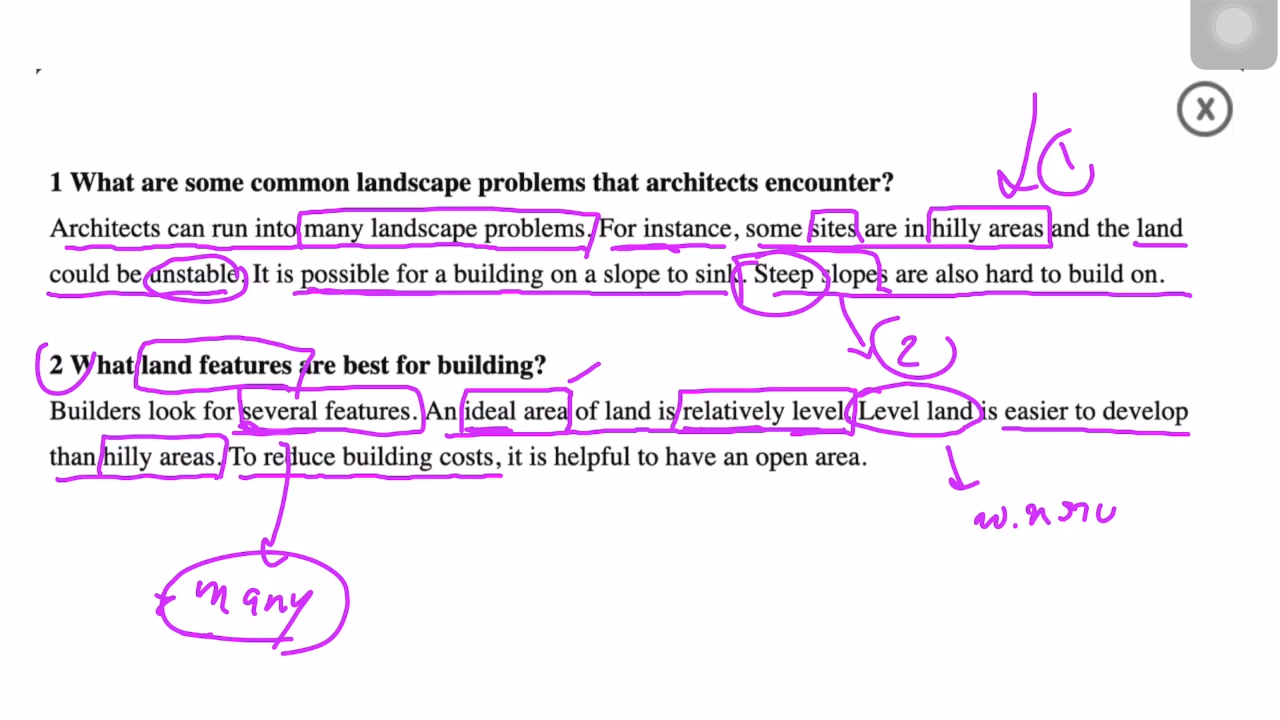 X
1
1 What are some common landscape problems that architects encounter?
Architects can run into many landscape problems. For instance, some sites are in hilly areas and the land
could be unstable. It is possible for a building on a slope to sink. Steep slopes are also hard to build on.
2
2 What land features are best for building?
Builders look for several features. An ideal area of land is relatively level. Level land is easier to develop
than hilly areas. To reduce building costs, it is helpful to have an open area.
many